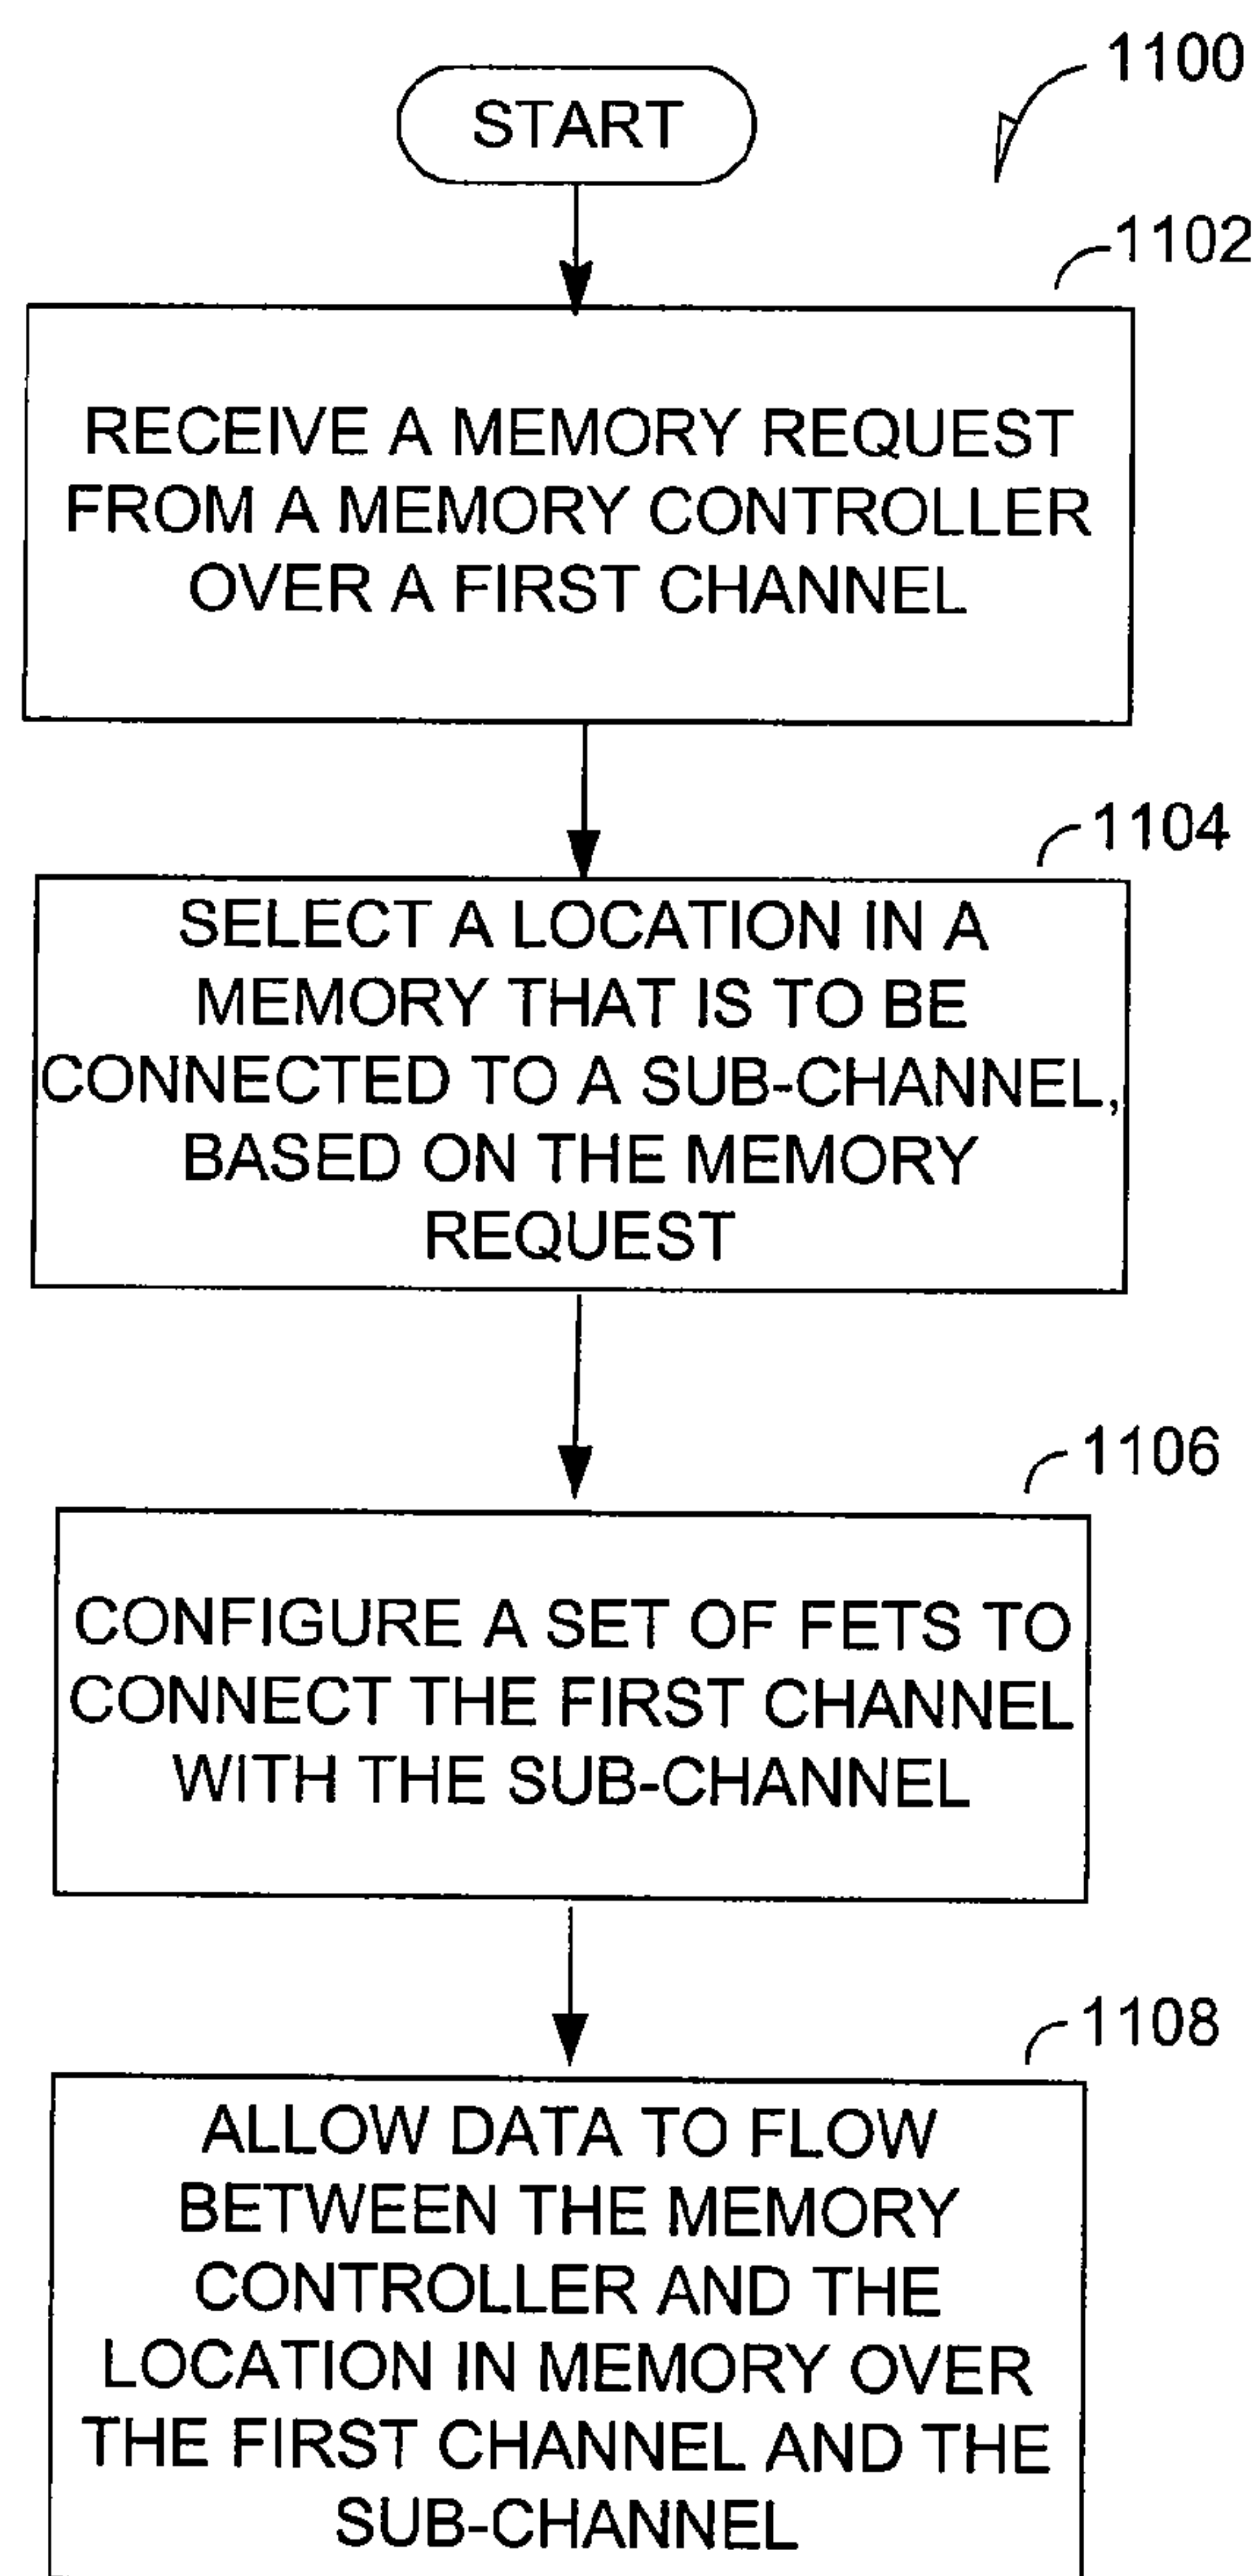 1100
START
1102
RECEIVE A MEMORY REQUEST
FROM A MEMORY CONTROLLER
OVER A FIRST CHANNEL
1104
SELECT A LOCATION IN A
MEMORY THAT IS TO BE
CONNECTED TO A SUB-CHANNEL,
BASED ON THE MEMORY
REQUEST
1106
CONFIGURE A SET OF FETS TO
CONNECT THE FIRST CHANNEL
WITH THE SUB-CHANNEL
1108
ALLOW DATA TO FLOW
BETWEEN THE MEMORY
CONTROLLER AND THE
LOCATION IN MEMORY OVER
THE FIRST CHANNEL AND THE
SUB-CHANNEL